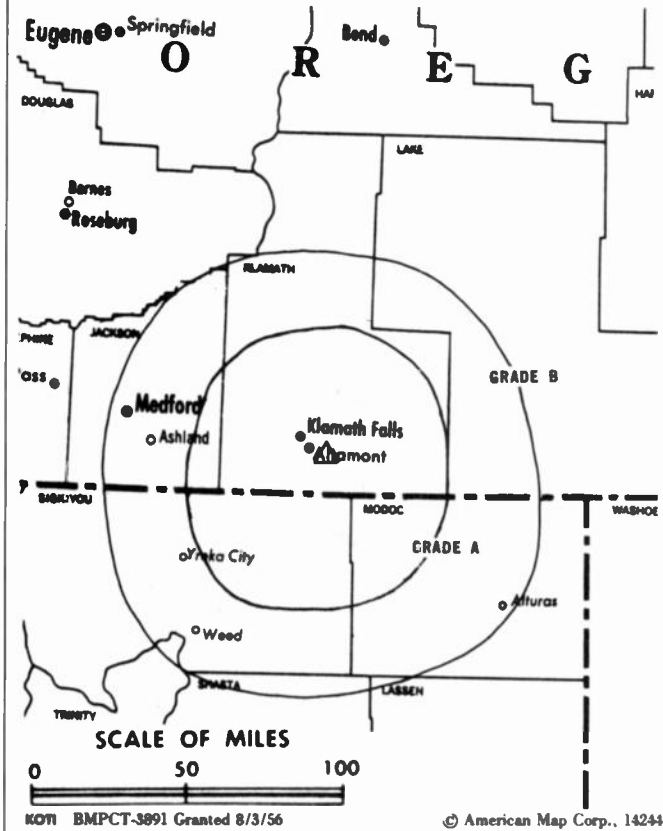 Eugene Springfield
Bend
O R E G
DOUGLAS
LAKE
Barnes
Roseburg
KLAMATH
JACKSON
GRADE B
Medford
Ashland
Klamath Falls
SISKIYOU
MODOC
WASHOE
GRADE A
Yreka City
Alturas
Weed
SHASTA
LASSEN
TRINITY
SCALE OF MILES
0 50 100
KOTI BMPCT-3891 Granted 8/3/56
© American Map Corp., 14244